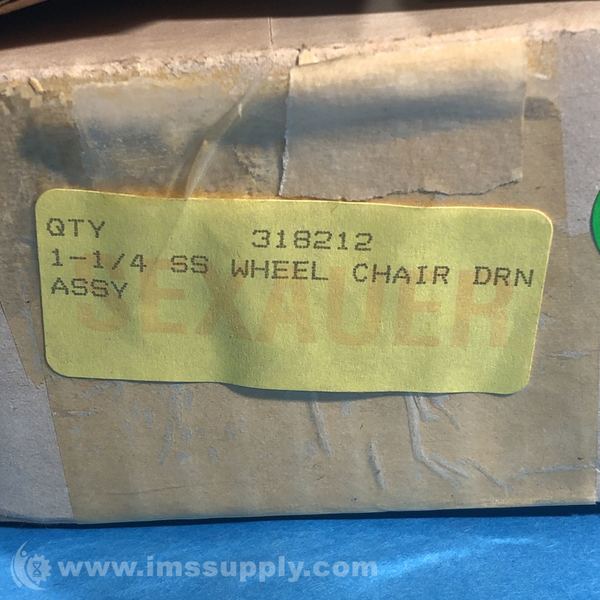 QTY 318212
1-1/4 SS WHEEL CHAIR DRN
ASSY
SEXAUER
www.imssupply.com